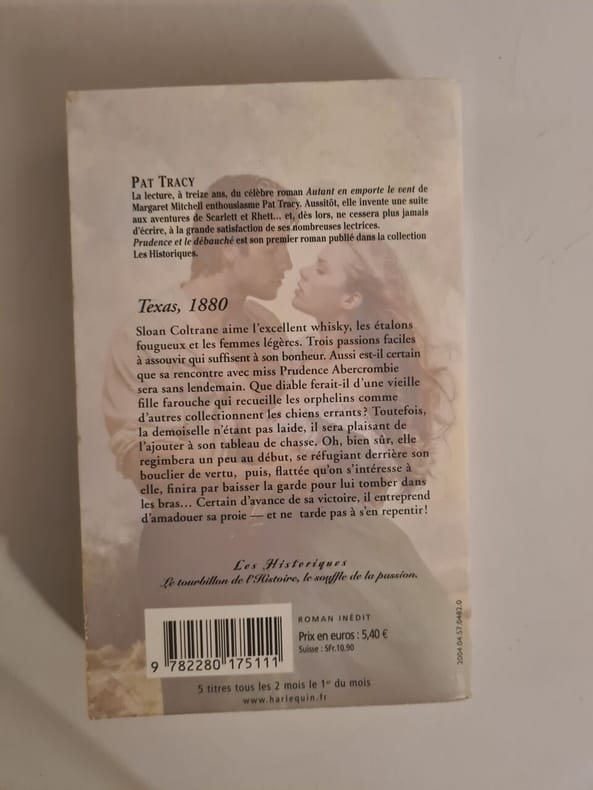 PAT TRACY
La lecture, à treize ans, du célèbre roman Autant en emporte le vent de
Margaret Mitchell enthousiasme Pat Tracy. Aussitôt, elle invente une suite
aux aventures de Scarlett et Rhett... et, dès lors, ne cessera plus jamais
d'écrire, à la grande satisfaction de ses nombreuses lectrices.
Prudence et le débauché est son premier roman publié dans la collection
Les Historiques.
Texas, 1880
Sloan Coltrane aime l'excellent whisky, les étalons
fougueux et les femmes légères. Trois passions faciles
à assouvir qui suffisent à son bonheur. Aussi est-il certain
que sa rencontre avec miss Prudence Abercrombie
sera sans lendemain. Que diable ferait-il d'une vieille
fille farouche qui recueille les orphelins comme
d'autres collectionnent les chiens errants ? Toutefois,
la demoiselle n'étant pas laide, il sera plaisant de
l'ajouter à son tableau de chasse. Oh, bien sûr, elle
regimbera un peu au début, se réfugiant derrière son
bouclier de vertu, puis, flattée qu'on s'intéresse à
elle, finira par baisser la garde pour lui tomber dans
les bras... Certain d'avance de sa victoire, il entreprend
d'amadouer sa proie — et ne tarde pas à s'en repentir !
Les Historiques
Le tourbillon de l'Histoire, le souffle de la passion.
ROMAN INÉDIT
Prix en euros : 5,40 €
Suisse : SFr.10.90
9 782280 175111
2004.04.57.0482.0
5 titres tous les 2 mois le 1er du mois
www.harlequin.fr